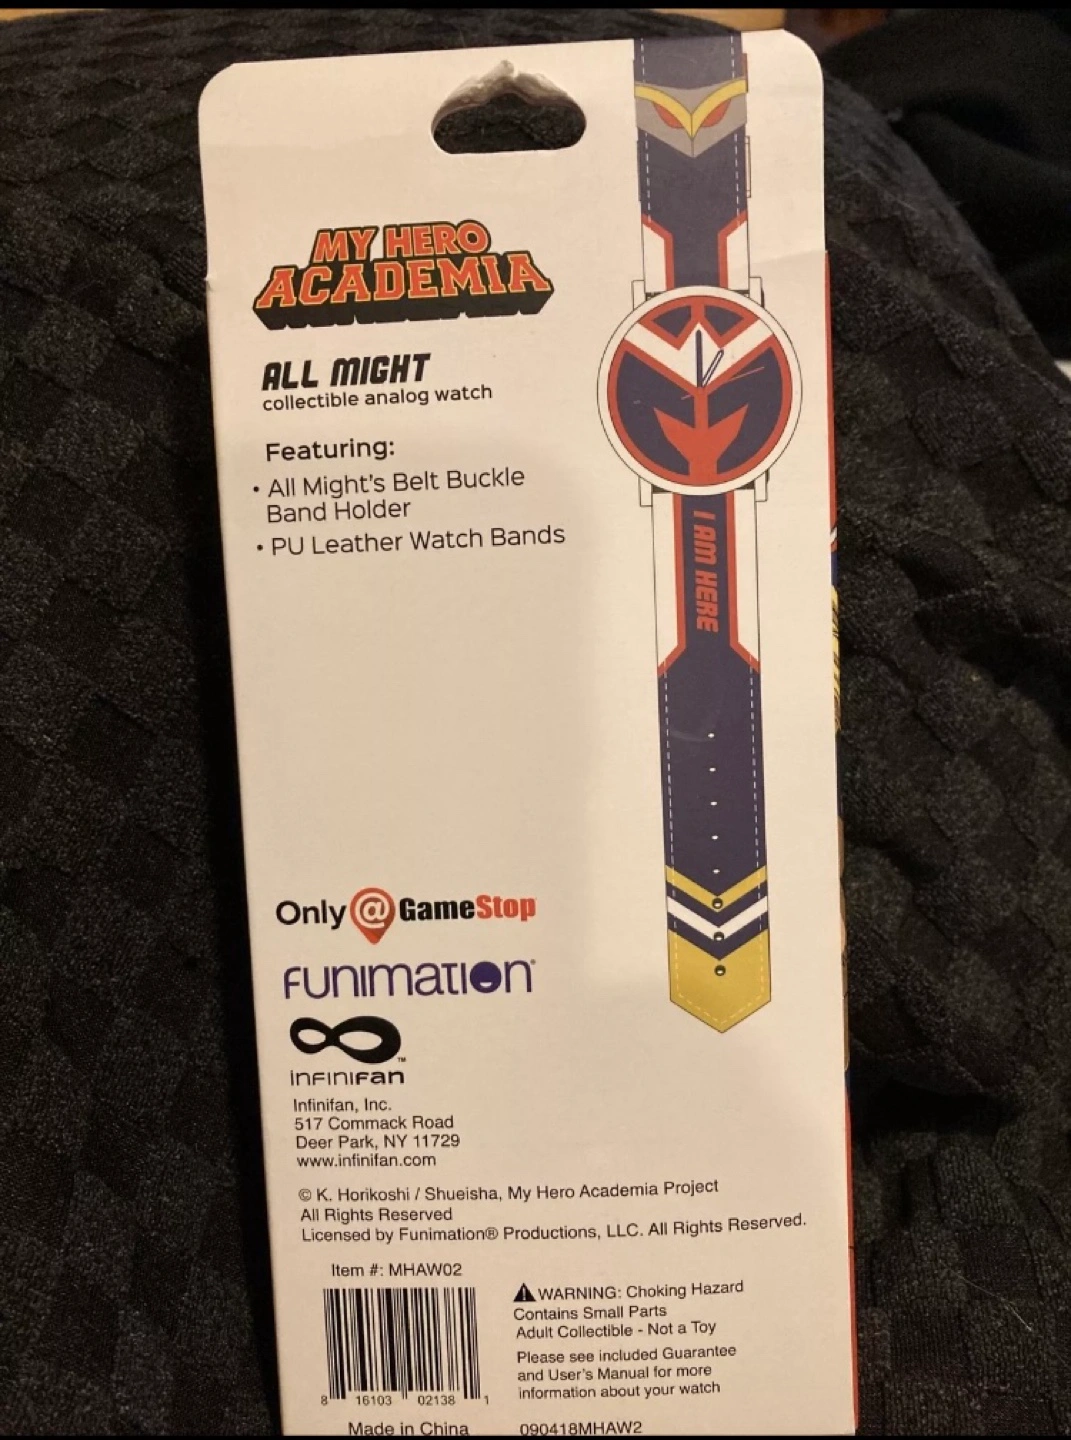 MY HERO
ACADEMIA
ALL MIGHT
collectible analog watch
Featuring:
• All Might's Belt Buckle
Band Holder
• PU Leather Watch Bands
I AM HERE
Only @ GameStop
FUNIMATION®
∞™
INFINIFAN
Infinifan, Inc.
517 Commack Road
Deer Park, NY 11729
www.infinifan.com
© K. Horikoshi / Shueisha, My Hero Academia Project
All Rights Reserved
Licensed by Funimation® Productions, LLC. All Rights Reserved.
Item #: MHAW02
8 16103 02138 1
Made in China
⚠ WARNING: Choking Hazard
Contains Small Parts
Adult Collectible - Not a Toy
Please see included Guarantee
and User's Manual for more
information about your watch
090418MHAW2